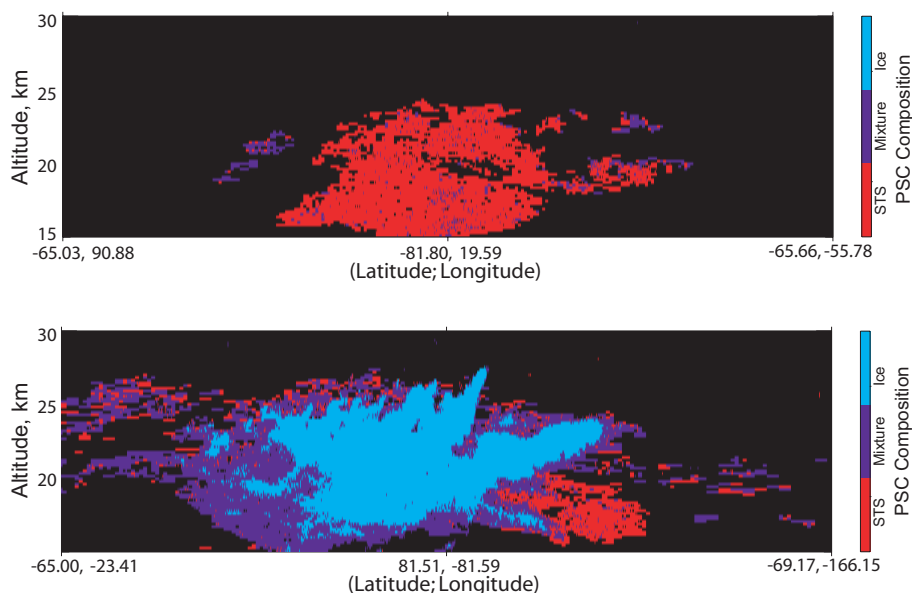 30
25
20
15
Altitude, km
-65.03, 90.88
-81.80, 19.59
-65.66, -55.78
(Latitude; Longitude)
Ice
Mixture
STS
PSC Composition
30
25
20
Altitude, km
-65.00, -23.41
81.51, -81.59
-69.17, -166.15
(Latitude; Longitude)
Ice
Mixture
STS
PSC Composition